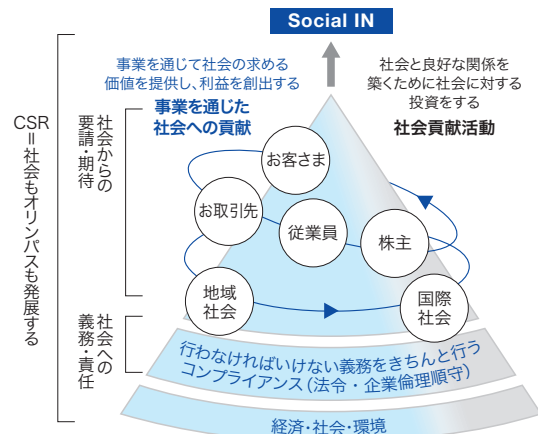 Social IN
事業を通じて社会の求める
価値を提供し、利益を創出する
事業を通じた
社会への貢献
社会と良好な関係を
築くために社会に対する
投資をする
社会貢献活動
CSR
＝社会もオリンパスも発展する
社会からの
要請・期待
社会への
義務・責任
お客さま
お取引先
従業員
株主
地域
社会
国際
社会
行わなければいけない義務をきちんと行う
コンプライアンス（法令・企業倫理順守）
経済・社会・環境